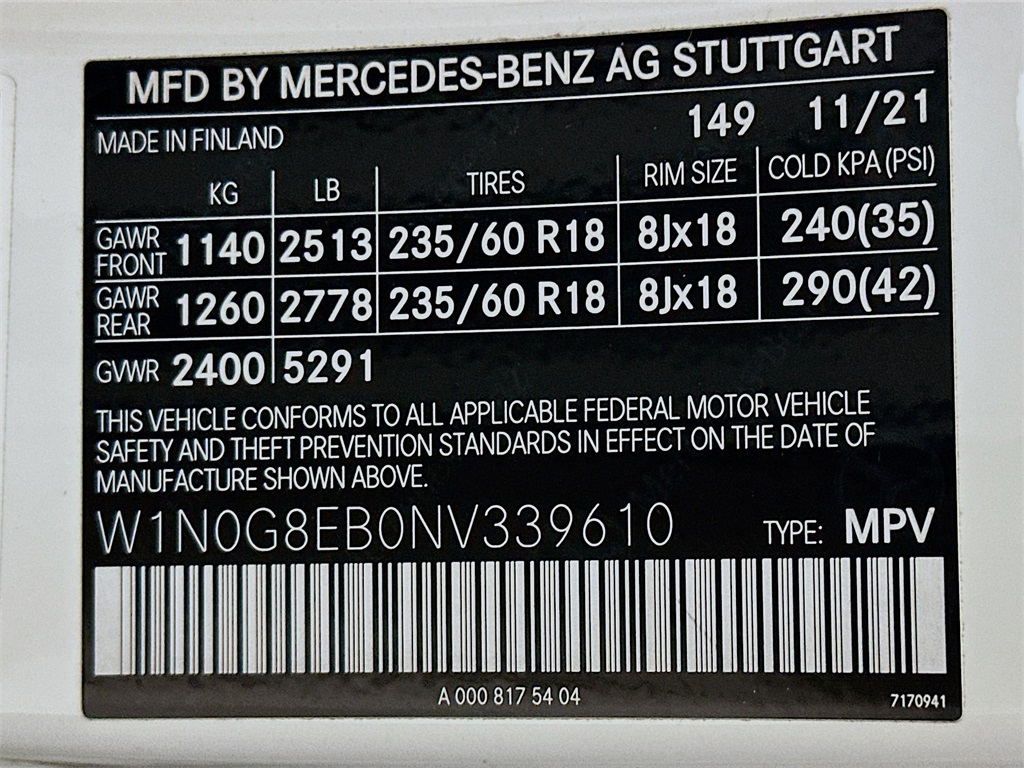 MFD BY MERCEDES-BENZ AG STUTTGART
MADE IN FINLAND 149 11/21
KG LB TIRES RIM SIZE COLD KPA (PSI)
GAWR FRONT 1140 2513 235/60 R18 8Jx18 240(35)
GAWR REAR 1260 2778 235/60 R18 8Jx18 290(42)
GVWR 2400 5291
THIS VEHICLE CONFORMS TO ALL APPLICABLE FEDERAL MOTOR VEHICLE
SAFETY AND THEFT PREVENTION STANDARDS IN EFFECT ON THE DATE OF
MANUFACTURE SHOWN ABOVE.
W1N0G8EB0NV339610 TYPE: MPV
A 000 817 54 04 7170941